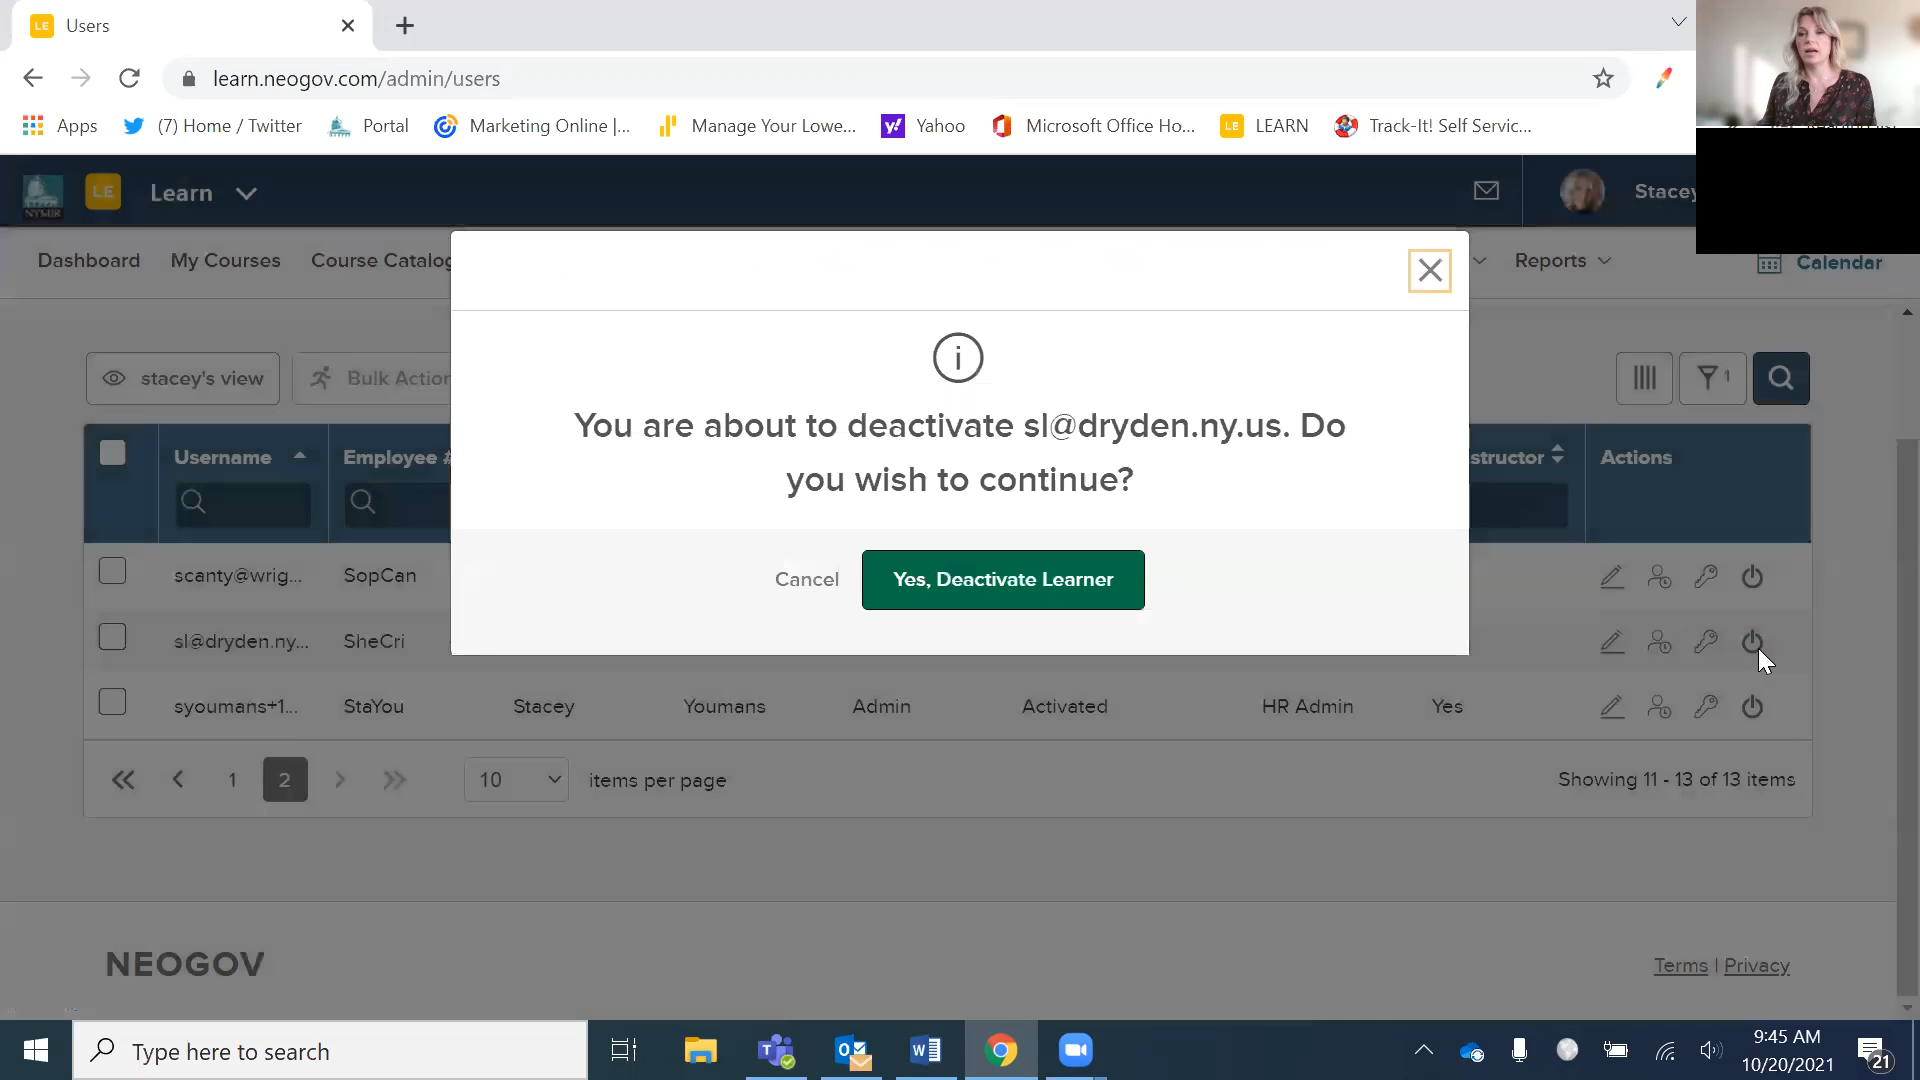 LE Users
learn.neogov.com/admin/users
Apps (7) Home / Twitter Portal Marketing Online |... Manage Your Lowe... Yahoo Microsoft Office Ho... LE LEARN Track-It! Self Servic...
NYMIR LE Learn Stacey
Dashboard My Courses Course Catalog Reports Calendar
You are about to deactivate sl@dryden.ny.us. Do
you wish to continue?
Cancel Yes, Deactivate Learner
stacey's view Bulk Action 1
Username Employee # structor Actions
scanty@wrig... SopCan
sl@dryden.ny... SheCri
syoumans+1... StaYou Stacey Youmans Admin Activated HR Admin Yes
1 2 10 items per page Showing 11 - 13 of 13 items
NEOGOV Terms | Privacy
Type here to search 9:45 AM
10/20/2021 21